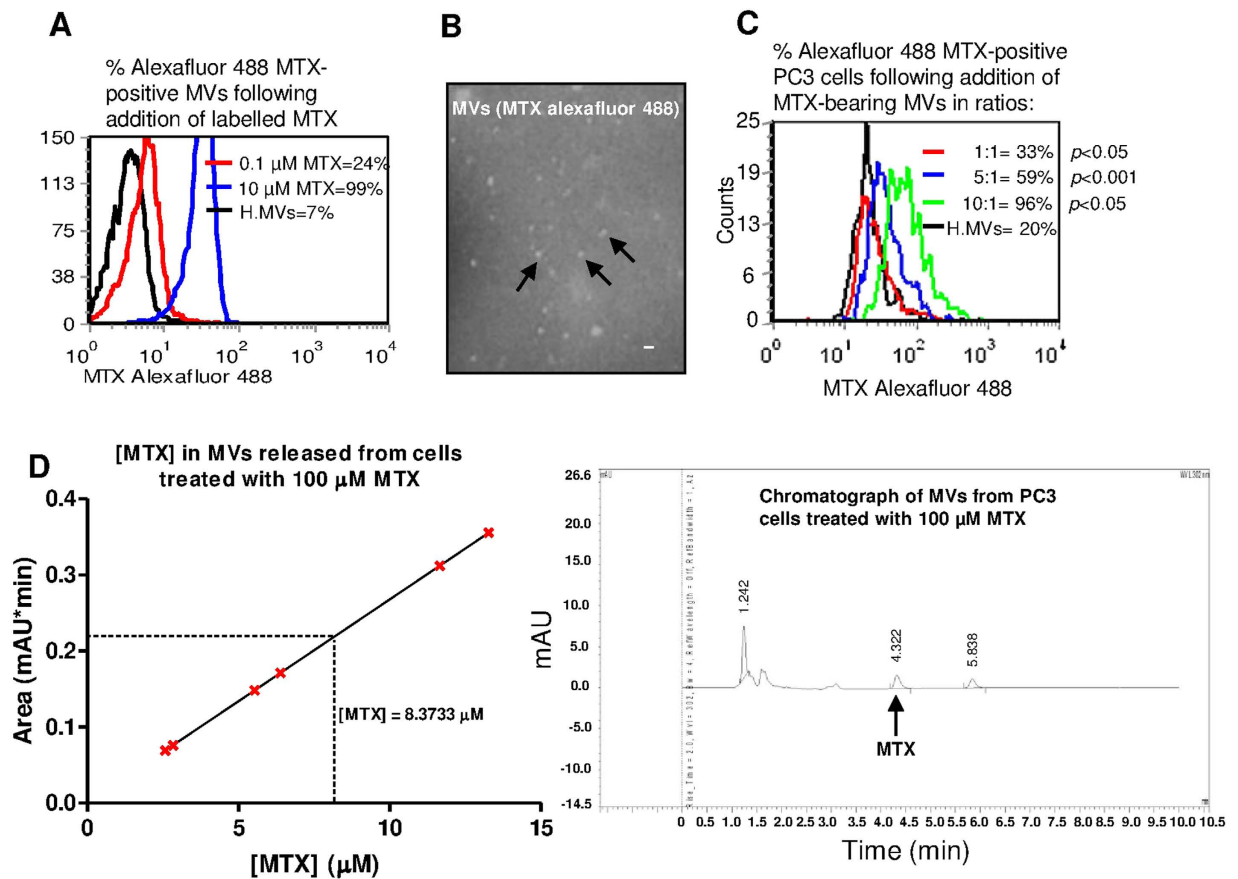 A
% Alexafluor 488 MTX-
positive MVs following
addition of labelled MTX
150
113
75
38
0
0.1 μM MTX=24%
10 μM MTX=99%
H.MVs=7%
10^0 10^1 10^2 10^3 10^4
MTX Alexafluor 488
B
MVs (MTX alexafluor 488)
C
% Alexafluor 488 MTX-positive
PC3 cells following addition of
MTX-bearing MVs in ratios:
25
19
13
6
0
Counts
1:1= 33% p<0.05
5:1= 59% p<0.001
10:1= 96% p<0.05
H.MVs= 20%
10^0 10^1 10^2 10^3 10^4
MTX Alexafluor 488
D
[MTX] in MVs released from cells
treated with 100 μM MTX
0.4
0.3
0.2
0.1
0.0
Area (mAU*min)
[MTX] = 8.3733 μM
0 5 10 15
[MTX] (μM)
26.6
20.0
15.0
10.0
5.0
0.0
-5.0
-10.0
-14.5
mAU
mAU
Chromatograph of MVs from PC3
cells treated with 100 μM MTX
1.242
4.322
5.838
MTX
0 0.5 1.0 1.5 2.0 2.5 3.0 3.5 4.0 4.5 5.0 5.5 6.0 6.5 7.0 7.5 8.0 8.5 9.0 9.5 10.0 10.5
Time (min)